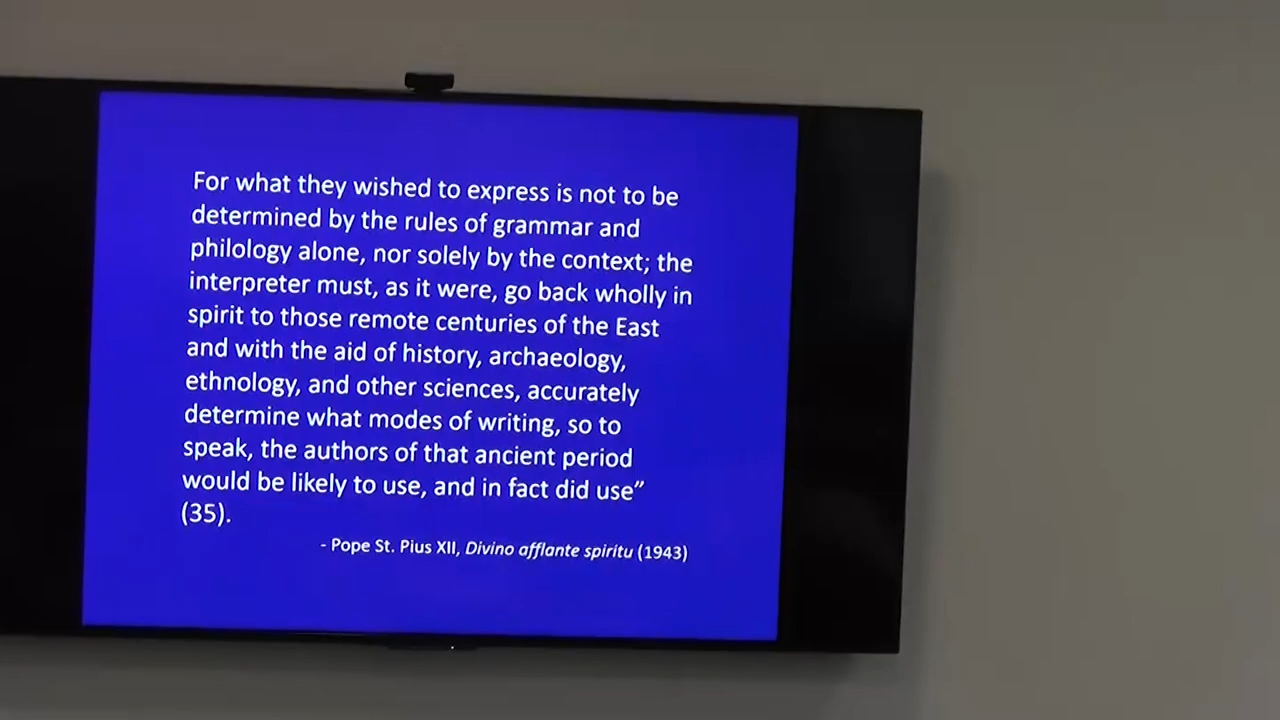 For what they wished to express is not to be
determined by the rules of grammar and
philology alone, nor solely by the context; the
interpreter must, as it were, go back wholly in
spirit to those remote centuries of the East
and with the aid of history, archaeology,
ethnology, and other sciences, accurately
determine what modes of writing, so to
speak, the authors of that ancient period
would be likely to use, and in fact did use”
(35).
- Pope St. Pius XII, Divino afflante spiritu (1943)